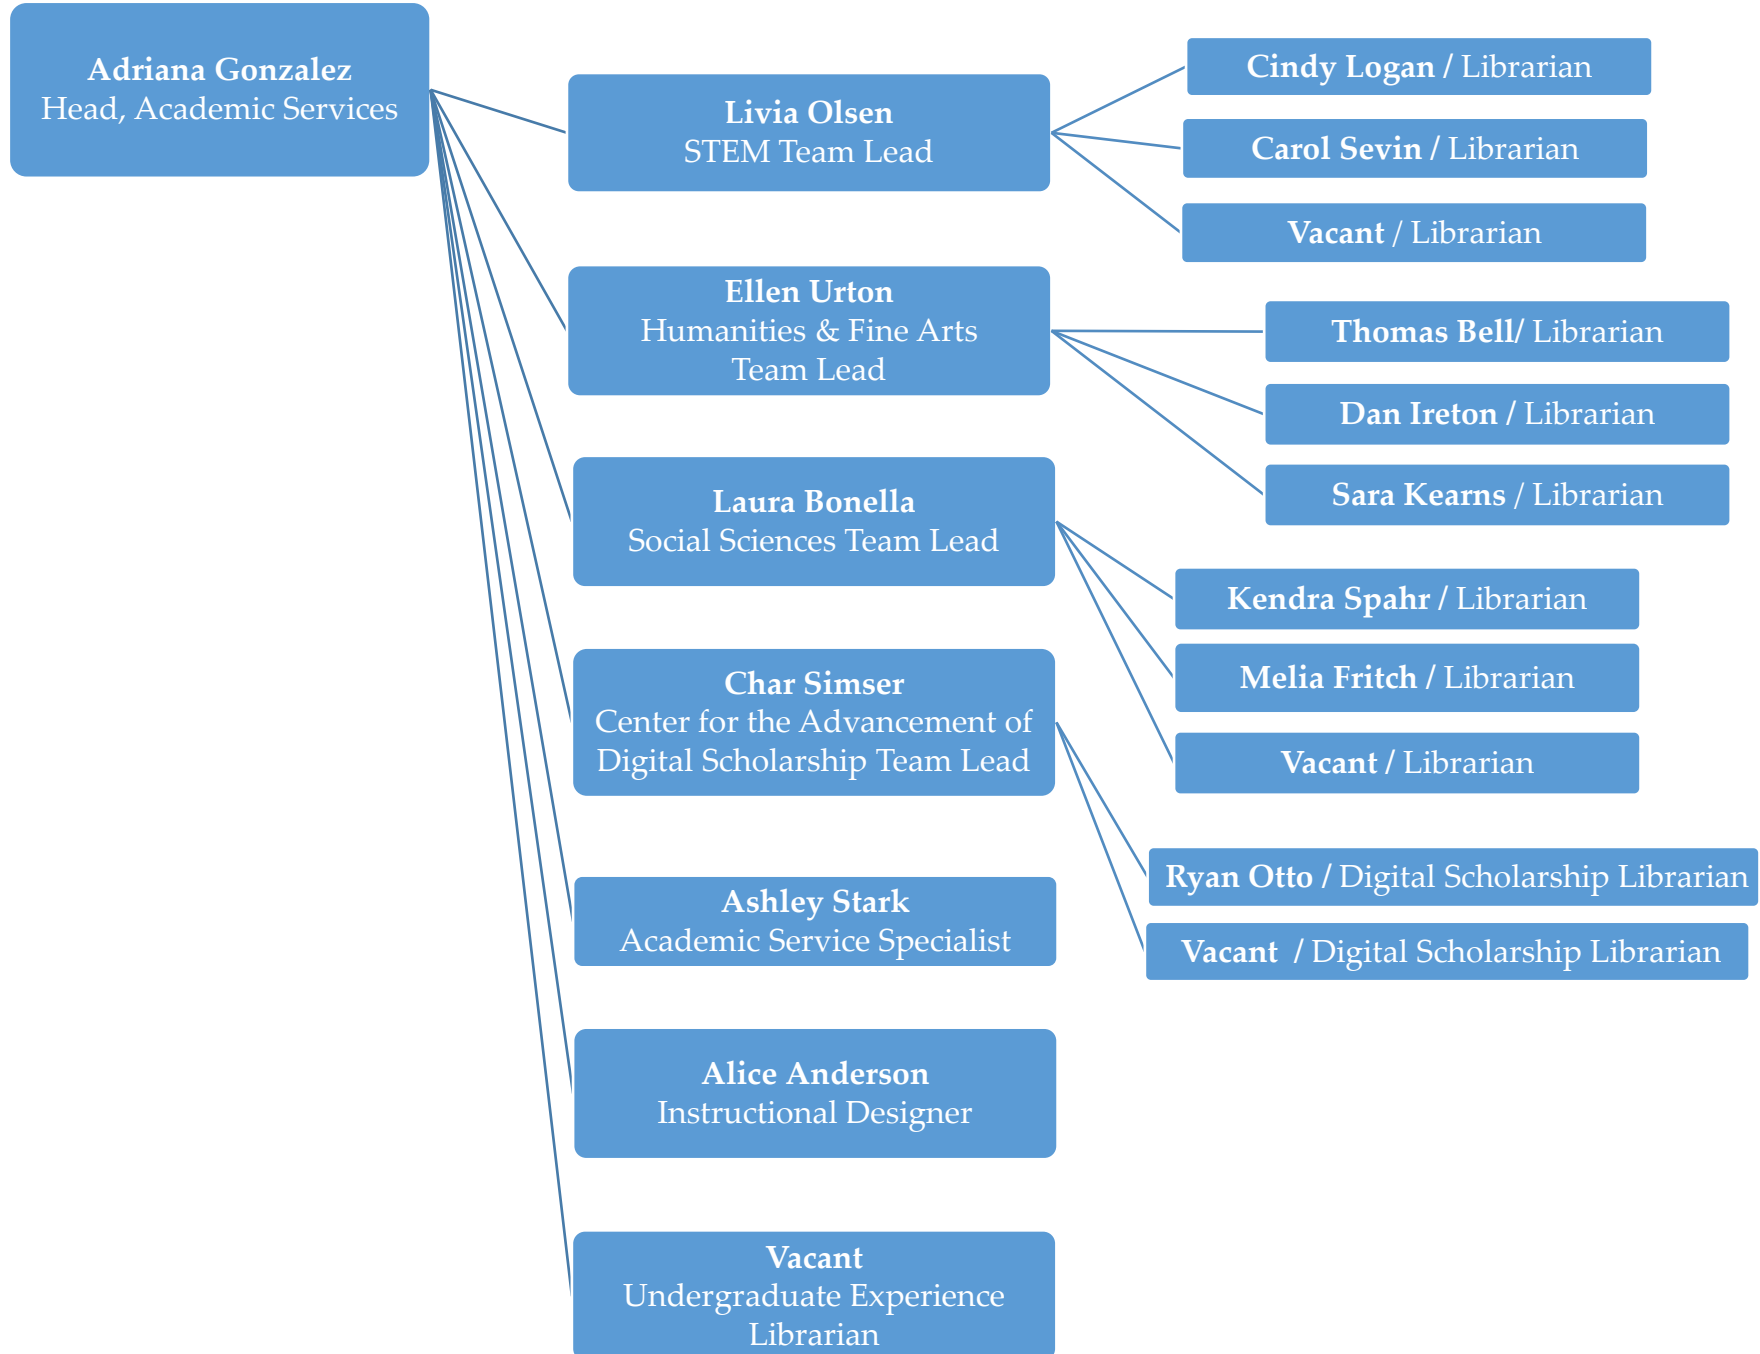 Adriana Gonzalez
Head, Academic Services
Livia Olsen
STEM Team Lead
Cindy Logan / Librarian
Carol Sevin / Librarian
Vacant / Librarian
Ellen Urton
Humanities & Fine Arts
Team Lead
Thomas Bell/ Librarian
Dan Ireton / Librarian
Sara Kearns / Librarian
Laura Bonella
Social Sciences Team Lead
Kendra Spahr / Librarian
Melia Fritch / Librarian
Vacant / Librarian
Char Simser
Center for the Advancement of
Digital Scholarship Team Lead
Ryan Otto / Digital Scholarship Librarian
Vacant  / Digital Scholarship Librarian
Ashley Stark
Academic Service Specialist
Alice Anderson
Instructional Designer
Vacant
Undergraduate Experience
Librarian